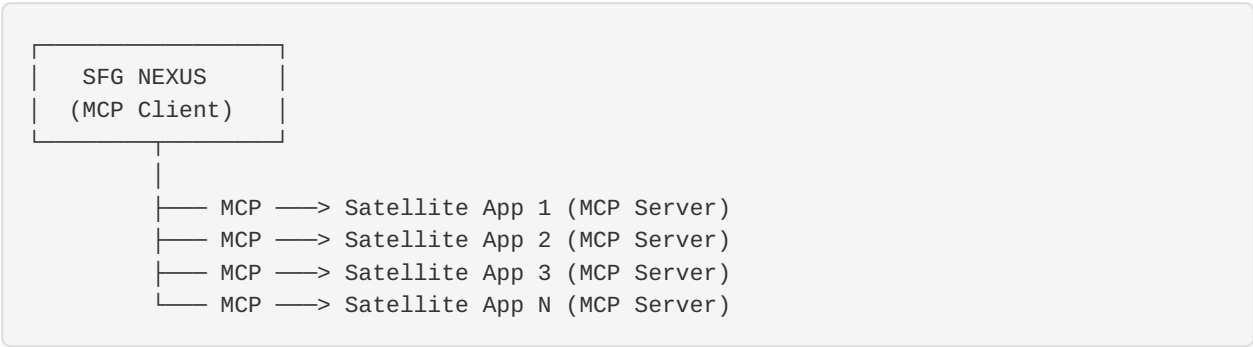 SFG NEXUS
(MCP Client)
MCP ──> Satellite App 1 (MCP Server)
MCP ──> Satellite App 2 (MCP Server)
MCP ──> Satellite App 3 (MCP Server)
MCP ──> Satellite App N (MCP Server)